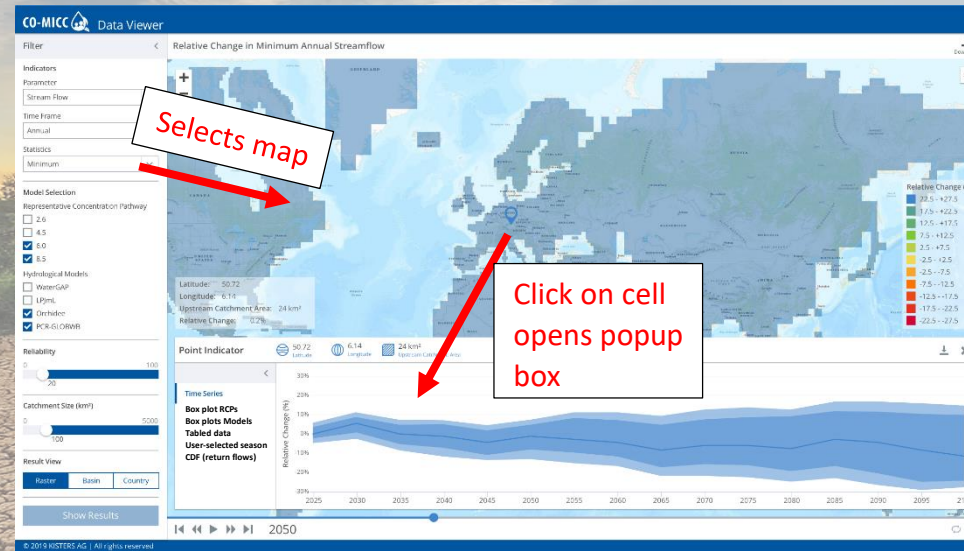 CO-MICC Data Viewer
Filter
Relative Change in Minimum Annual Streamflow
Indicators
Parameter
Stream Flow
Time Frame
Annual
Statistics
Minimum
Model Selection
Representative Concentration Pathway
2.6
4.5
6.0
8.5
Hydrological Models
WaterGAP
LPJmL
Orchidee
PCR-GLOBWB
Reliability
0 100
20
Catchment Size (km²)
0 5000
100
Result View
Raster Basin Country
Show Results
Selects map
Latitude: 50.72
Longitude: 6.14
Upstream Catchment Area: 24 km²
Relative Change: 0.2%
Click on cell
opens popup
box
Relative Change
22.5 - +27.5
17.5 - +22.5
12.5 - +17.5
7.5 - +12.5
2.5 - +7.5
-2.5 - +2.5
-2.5 - -7.5
-7.5 - -12.5
-12.5 - -17.5
-17.5 - -22.5
-22.5 - -27.5
Point Indicator
50.72
Latitude
6.14
Longitude
24 km²
Upstream Catchment Area
Time Series
Box plot RCPs
Box plots Models
Tabled data
User-selected season
CDF (return flows)
Relative Change (%)
30%
20%
10%
0%
-10%
-20%
-30%
2025 2030 2035 2040 2045 2050 2055 2060 2065 2070 2075 2080 2085 2090 2095
2050
© 2019 KISTERS AG | All rights reserved